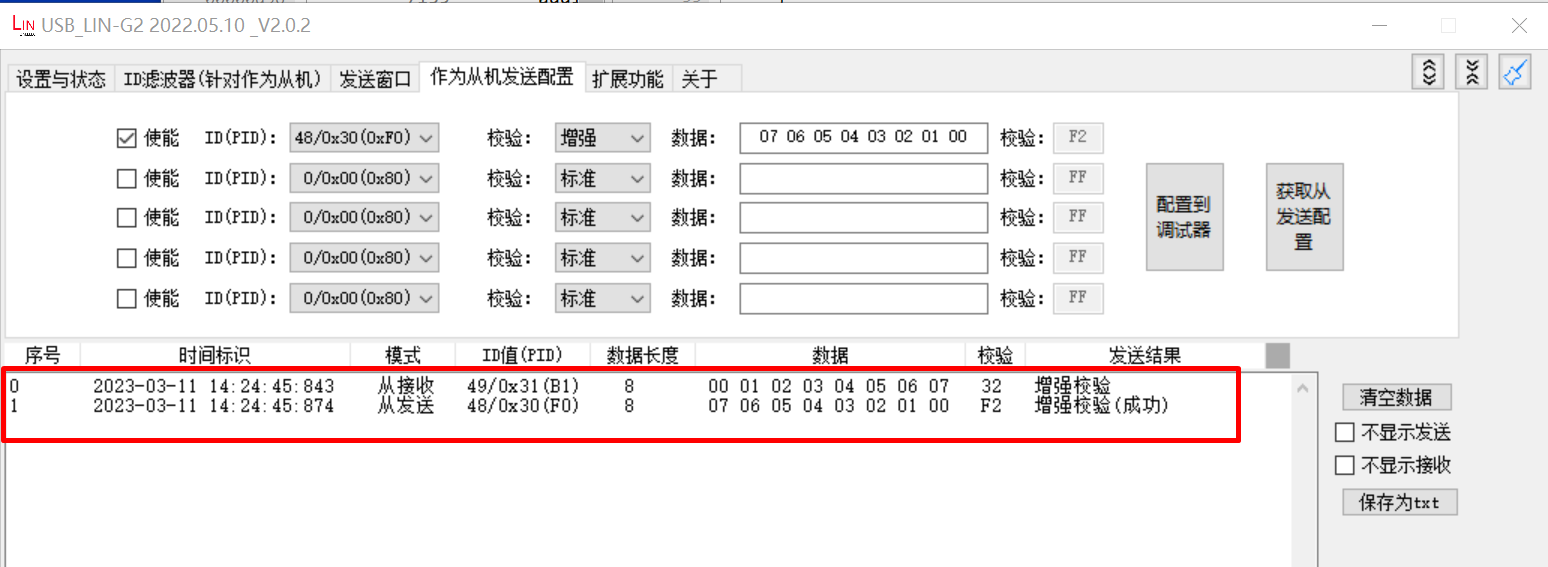 LIN USB_LIN-G2 2022.05.10 _V2.0.2
设置与状态 ID滤波器(针对作为从机) 发送窗口 作为从机发送配置 扩展功能 关于
使能 ID(PID): 48/0x30(0xF0) 校验: 增强 数据: 07 06 05 04 03 02 01 00 校验: F2
使能 ID(PID): 0/0x00(0x80) 校验: 标准 数据: 校验: FF
使能 ID(PID): 0/0x00(0x80) 校验: 标准 数据: 校验: FF
使能 ID(PID): 0/0x00(0x80) 校验: 标准 数据: 校验: FF
使能 ID(PID): 0/0x00(0x80) 校验: 标准 数据: 校验: FF
配置到
调试器
获取从
发送配
置
序号 时间标识 模式 ID值(PID) 数据长度 数据 校验 发送结果
0 2023-03-11 14:24:45:843 从接收 49/0x31(B1) 8 00 01 02 03 04 05 06 07 32 增强校验
1 2023-03-11 14:24:45:874 从发送 48/0x30(F0) 8 07 06 05 04 03 02 01 00 F2 增强校验(成功)
清空数据
不显示发送
不显示接收
保存为txt